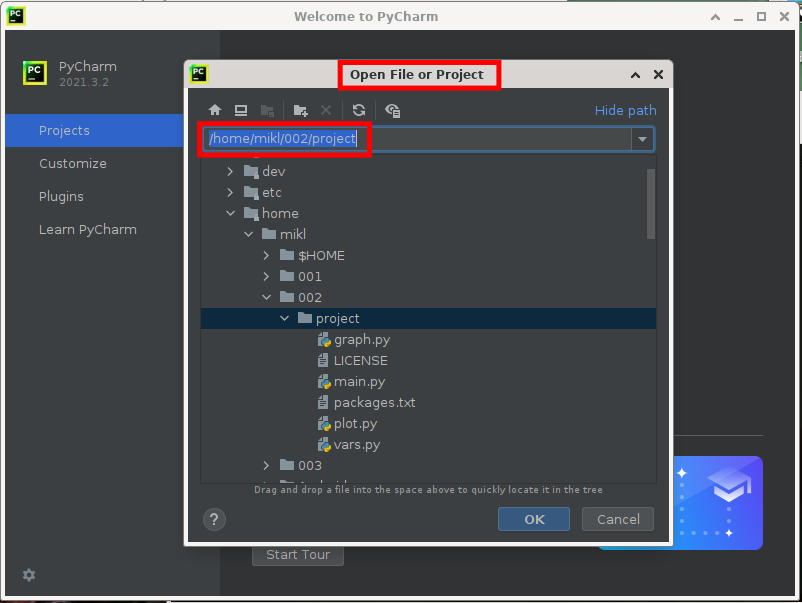 Welcome to PyCharm
PyCharm
2021.3.2
Projects
Customize
Plugins
Learn PyCharm
Open File or Project
Hide path
/home/mikl/002/project
dev
etc
home
mikl
$HOME
001
002
project
graph.py
LICENSE
main.py
packages.txt
plot.py
vars.py
003
Drag and drop a file into the space above to quickly locate it in the tree
?
OK
Cancel
Start Tour